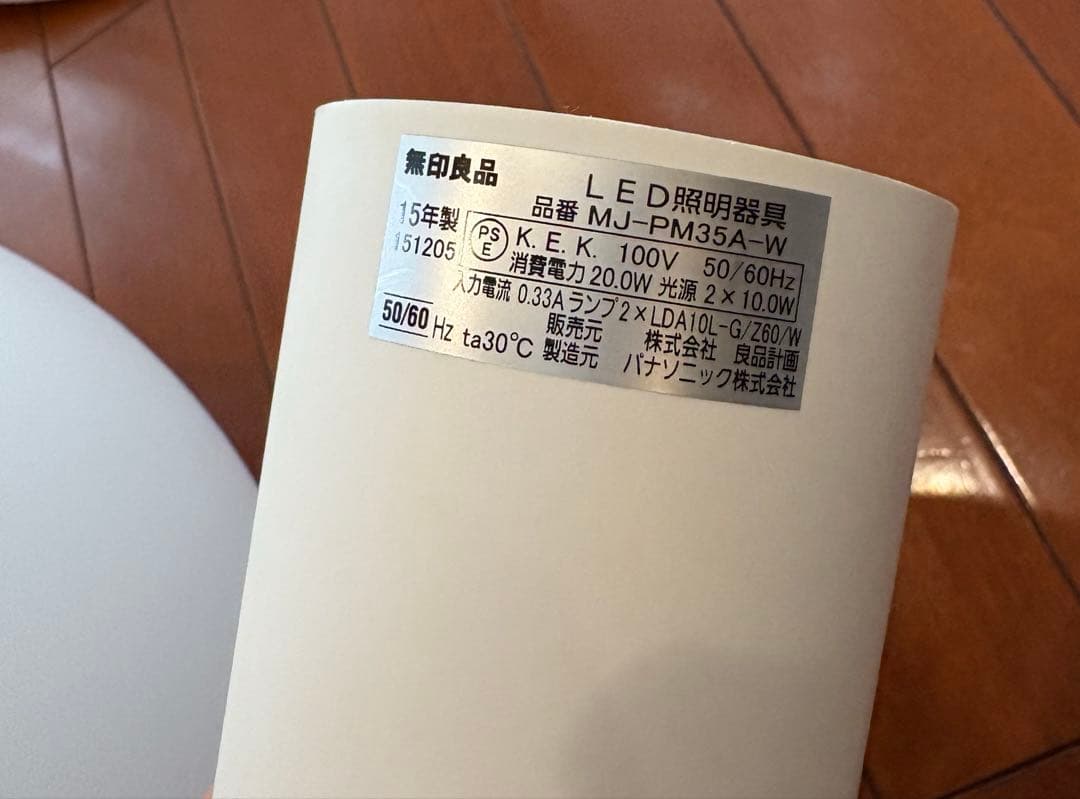 無印良品
LED照明器具
15年製
品番 MJ-PM35A-W
151205
PS
E
K.E.K. 100V 50/60Hz
消費電力 20.0W 光源 2×10.0W
入力電流 0.33A ランプ 2×LDA10L-G/Z60/W
50/60 Hz ta30℃
販売元 株式会社 良品計画
製造元 パナソニック株式会社